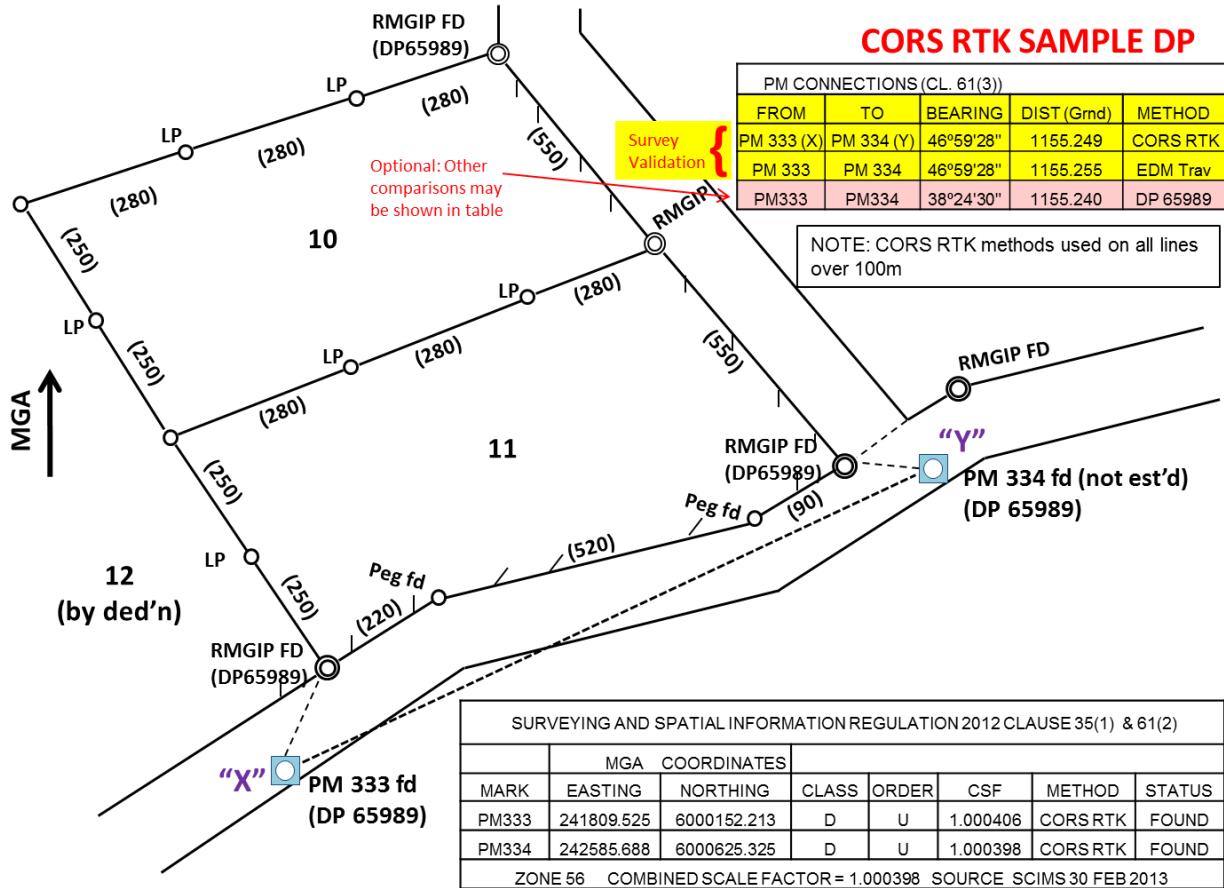 CORS RTK SAMPLE DP
PM CONNECTIONS (CL. 61(3))
FROM TO BEARING DIST (Grnd) METHOD
PM 333 (X) PM 334 (Y) 46º59'28" 1155.249 CORS RTK
PM 333 PM 334 46º59'28" 1155.255 EDM Trav
PM333 PM334 38º24'30" 1155.240 DP 65989
Survey
Validation
{
Optional: Other
comparisons may
be shown in table
NOTE: CORS RTK methods used on all lines
over 100m
RMGIP FD
(DP65989)
LP
(280)
LP
(280)
(280)
(550)
RMGIP
(250)
10
LP
(280)
LP
(280)
(280)
LP
(250)
(550)
MGA
RMGIP FD
11
RMGIP FD
(DP65989)
"Y"
PM 334 fd (not est'd)
(DP 65989)
(250)
Peg fd
(90)
LP
(520)
12
(by ded'n)
(250)
Peg fd
(220)
RMGIP FD
(DP65989)
"X"
PM 333 fd
(DP 65989)
SURVEYING AND SPATIAL INFORMATION REGULATION 2012 CLAUSE 35(1) & 61(2)
MGA COORDINATES
MARK EASTING NORTHING CLASS ORDER CSF METHOD STATUS
PM333 241809.525 6000152.213 D U 1.000406 CORS RTK FOUND
PM334 242585.688 6000625.325 D U 1.000398 CORS RTK FOUND
ZONE 56 COMBINED SCALE FACTOR = 1.000398 SOURCE SCIMS 30 FEB 2013